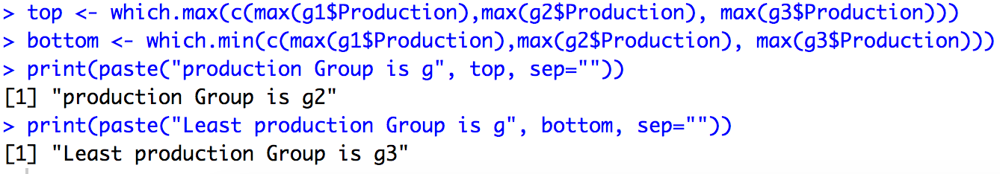 > top <- which.max(c(max(g1$Production),max(g2$Production), max(g3$Production)))
> bottom <- which.min(c(max(g1$Production),max(g2$Production), max(g3$Production)))
> print(paste("production Group is g", top, sep=""))
[1] "production Group is g2"
> print(paste("Least production Group is g", bottom, sep=""))
[1] "Least production Group is g3"